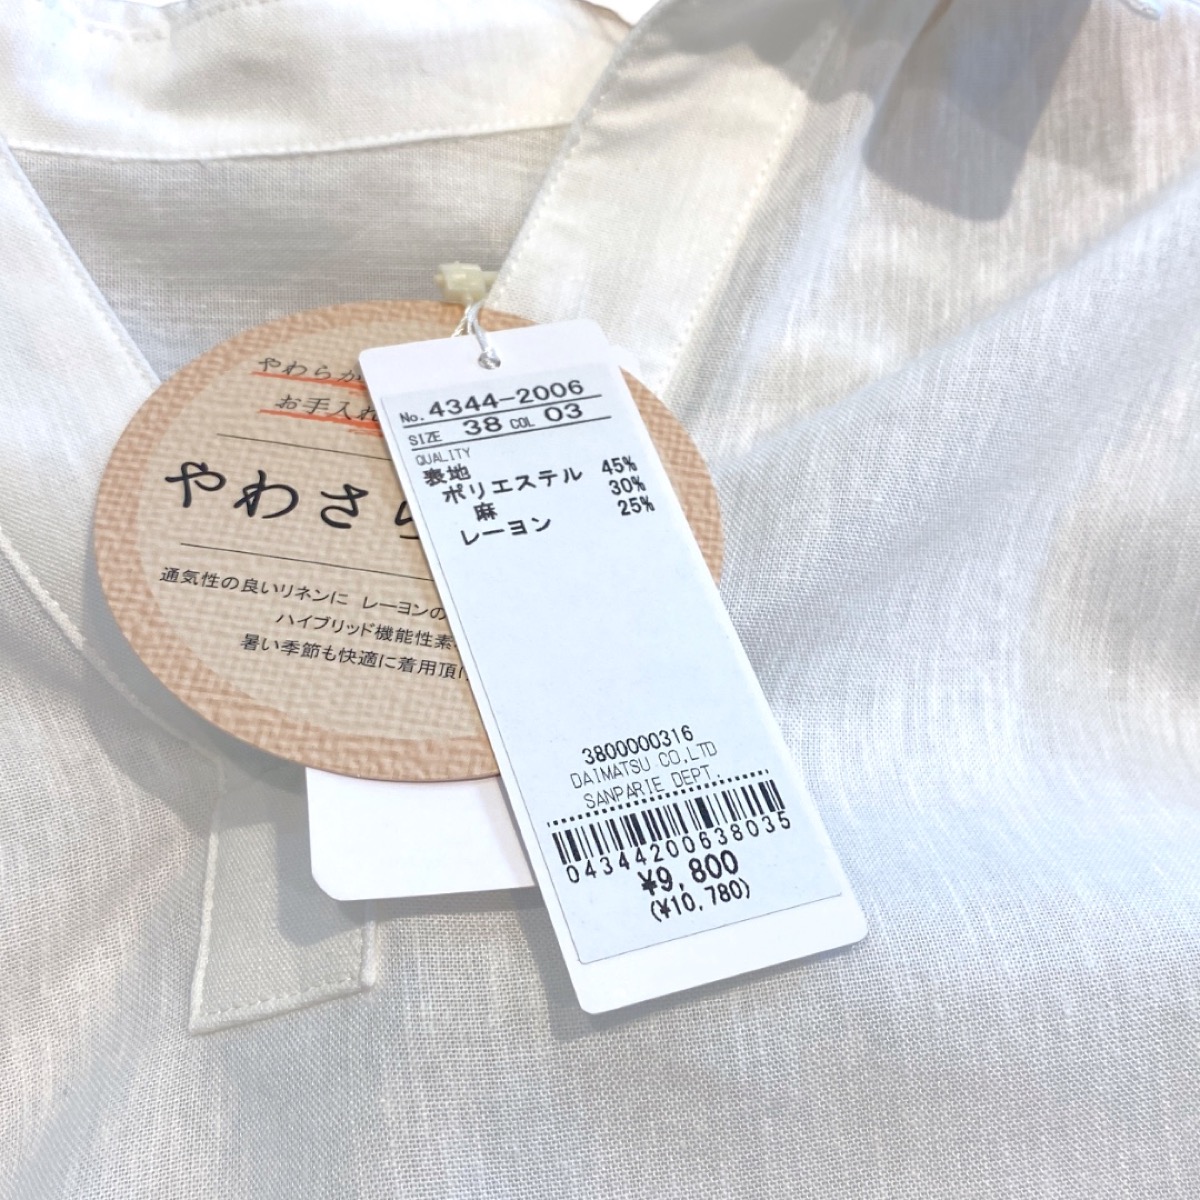 やわらか
お手入れ
やわさら
通気性の良いリネンに レーヨンの
ハイブリッド機能性素
暑い季節も快適に着用頂け
No. 4344-2006
SIZE 38 COL 03
QUALITY
表地
ポリエステル 45%
麻 30%
レーヨン 25%
3800000316
DAIMATSU CO,LTD
SANPARIE DEPT.
0434420063​8035
¥9,800
(¥10,780)